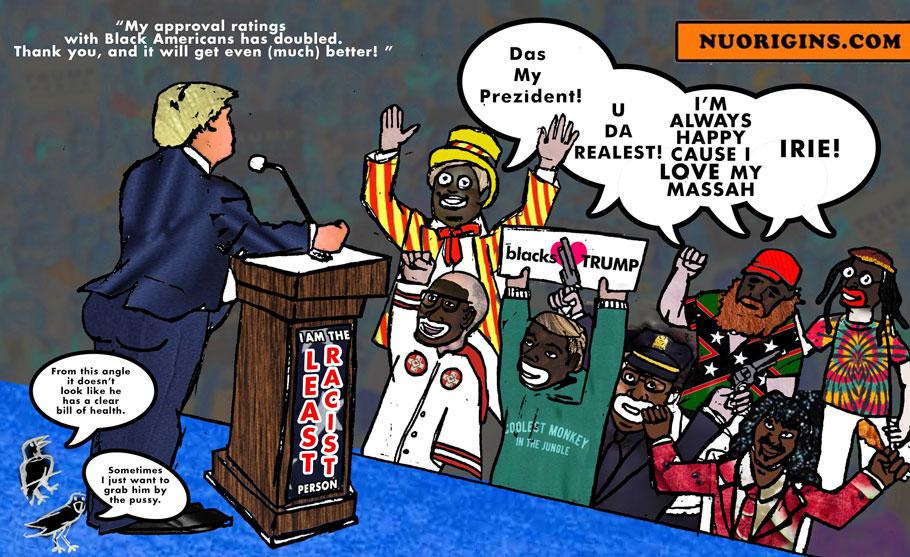 “My approval ratings
with Black Americans has doubled.
Thank you, and it will get even (much) better! ”
NUORIGINS.COM
Das
My
Prezident!
U
DA
REALEST!
I'M
ALWAYS
HAPPY
CAUSE I
LOVE MY
MASSAH
IRIE!
blacks
TRUMP
I AM THE
LEAST
RACIST
PERSON
COOLEST MONKEY
IN THE JUNGLE
From this angle
it doesn't
look like he
has a clear
bill of health.
Sometimes
I just want to
grab him by
the pussy.